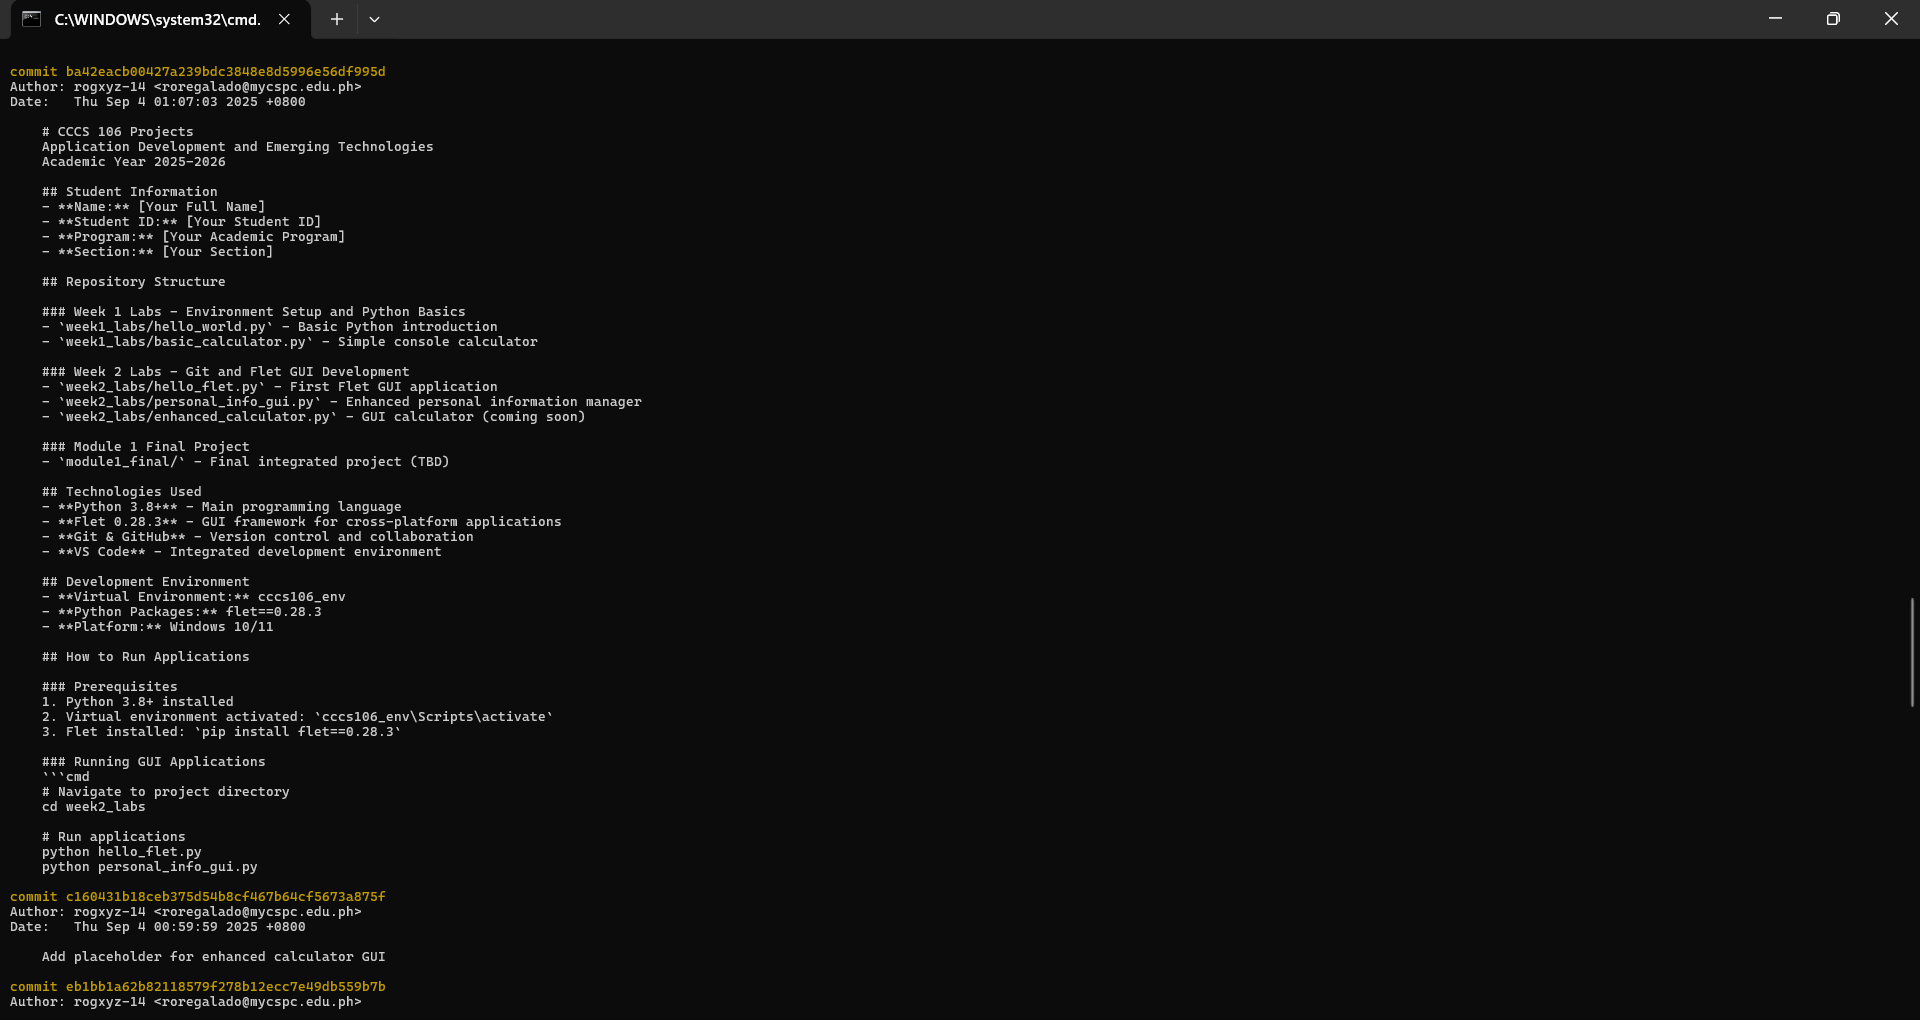 C:\WINDOWS\system32\cmd.
commit ba42eacb00427a239bdc3848e8d5996e56df995d
Author: rogxyz-14 <roregalado@mycspc.edu.ph>
Date:   Thu Sep 4 01:07:03 2025 +0800
# CCCS 106 Projects
Application Development and Emerging Technologies
Academic Year 2025-2026
## Student Information
- **Name:** [Your Full Name]
- **Student ID:** [Your Student ID]
- **Program:** [Your Academic Program]
- **Section:** [Your Section]
## Repository Structure
### Week 1 Labs - Environment Setup and Python Basics
- `week1_labs/hello_world.py` - Basic Python introduction
- `week1_labs/basic_calculator.py` - Simple console calculator
### Week 2 Labs - Git and Flet GUI Development
- `week2_labs/hello_flet.py` - First Flet GUI application
- `week2_labs/personal_info_gui.py` - Enhanced personal information manager
- `week2_labs/enhanced_calculator.py` - GUI calculator (coming soon)
### Module 1 Final Project
- `module1_final/` - Final integrated project (TBD)
## Technologies Used
- **Python 3.8+** - Main programming language
- **Flet 0.28.3** - GUI framework for cross-platform applications
- **Git & GitHub** - Version control and collaboration
- **VS Code** - Integrated development environment
## Development Environment
- **Virtual Environment:** cccs106_env
- **Python Packages:** flet==0.28.3
- **Platform:** Windows 10/11
## How to Run Applications
### Prerequisites
1. Python 3.8+ installed
2. Virtual environment activated: `cccs106_env\Scripts\activate`
3. Flet installed: `pip install flet==0.28.3`
### Running GUI Applications
```cmd
# Navigate to project directory
cd week2_labs
# Run applications
python hello_flet.py
python personal_info_gui.py
commit c160431b18ceb375d54b8cf467b64cf5673a875f
Author: rogxyz-14 <roregalado@mycspc.edu.ph>
Date:   Thu Sep 4 00:59:59 2025 +0800
Add placeholder for enhanced calculator GUI
commit eb1bb1a62b82118579f278b12ecc7e49db559b7b
Author: rogxyz-14 <roregalado@mycspc.edu.ph>